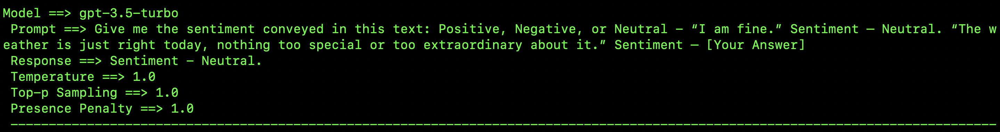 Model ==> gpt-3.5-turbo
Prompt ==> Give me the sentiment conveyed in this text: Positive, Negative, or Neutral - “I am fine.” Sentiment — Neutral. “The w
eather is just right today, nothing too special or too extraordinary about it.” Sentiment — [Your Answer]
Response ==> Sentiment - Neutral.
Temperature ==> 1.0
Top-p Sampling ==> 1.0
Presence Penalty ==> 1.0
---------------------------------------------------------------------------------------------------------------------------------